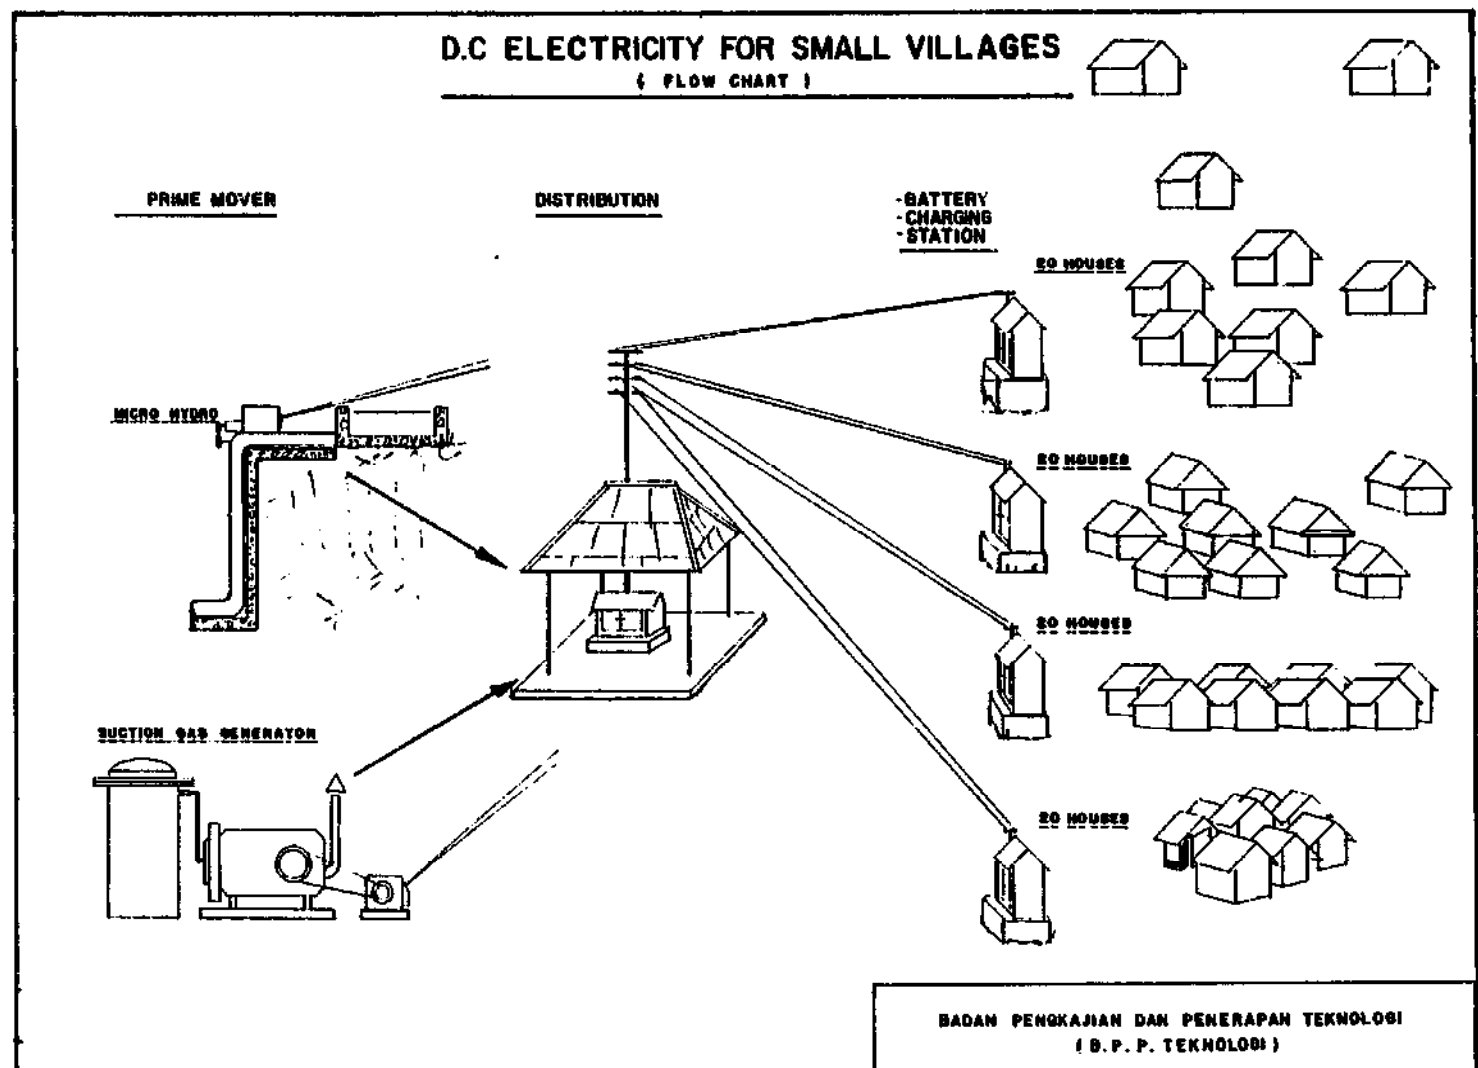 D.C ELECTRICITY FOR SMALL VILLAGES
( FLOW CHART )
PRIME MOVER
DISTRIBUTION
-BATTERY
-CHARGING
-STATION
20 HOUSES
MICRO HYDRO
20 HOUSES
20 HOUSES
SUCTION GAS GENERATOR
20 HOUSES
BADAN PENGKAJIAN DAN PENERAPAN TEKNOLOGI
( B.P.P. TEKNOLOGI )